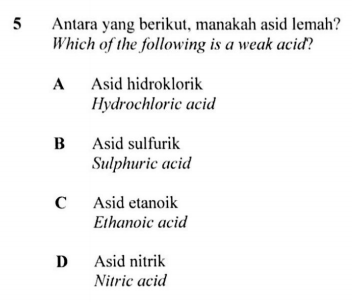 5 Antara yang berikut, manakah asid lemah?
Which of the following is a weak acid?
A Asid hidroklorik
Hydrochloric acid
B Asid sulfurik
Sulphuric acid
C Asid etanoik
Ethanoic acid
D Asid nitrik
Nitric acid